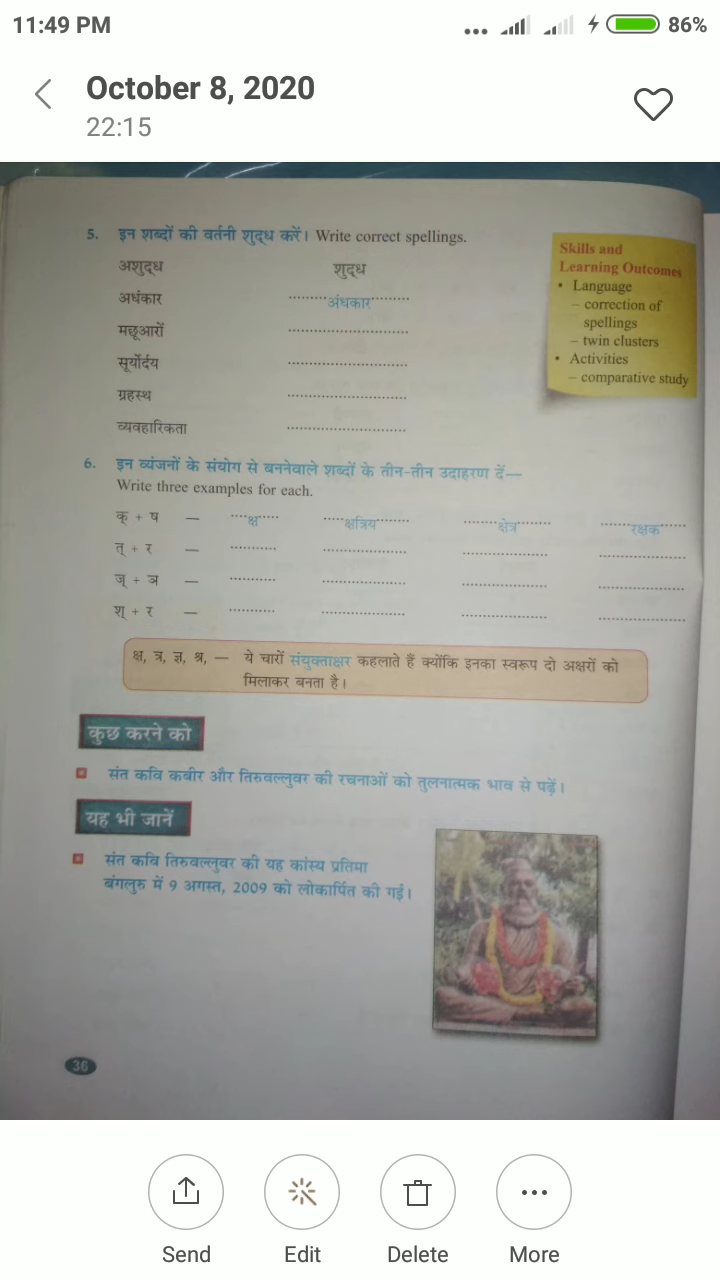 11:49 PM
86%
October 8, 2020
22:15
5. इन शब्दों की वर्तनी शुद्ध करें। Write correct spellings.
अशुद्ध शुद्ध
अधंकार ........अंधकार........
मछूआरों ..........................
सूर्योर्दय ..........................
ग्रहस्थ ..........................
व्यवहारिकता ..........................
Skills and
Learning Outcomes
• Language
– correction of
spellings
– twin clusters
• Activities
– comparative study
6. इन व्यंजनों के संयोग से बननेवाले शब्दों के तीन-तीन उदाहरण दें—
Write three examples for each.
क् + ष — ....क्ष.... .....क्षत्रिय....... ........क्षेत्र........ .......रक्षक......
त् + र — ........... .................... .................... ....................
ज् + ञ — ........... .................... .................... ....................
श् + र — ........... .................... .................... ....................
क्ष, त्र, ज्ञ, श्र, — ये चारों संयुक्ताक्षर कहलाते हैं क्योंकि इनका स्वरूप दो अक्षरों को
मिलाकर बनता है।
कुछ करने को
संत कवि कबीर और तिरुवल्लुवर की रचनाओं को तुलनात्मक भाव से पढ़ें।
यह भी जानें
संत कवि तिरुवल्लुवर की यह कांस्य प्रतिमा
बंगलुरु में 9 अगस्त, 2009 को लोकार्पित की गई।
36
Send Edit Delete More